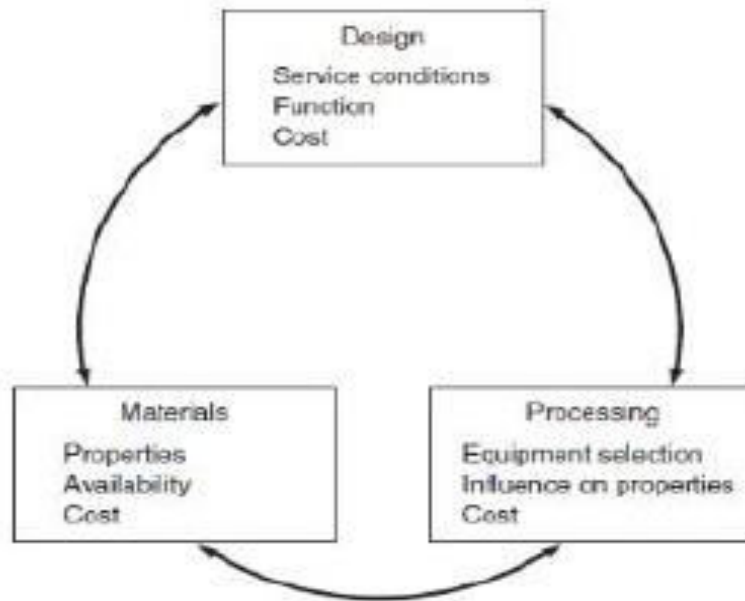 Design
Service conditions
Function
Cost
Materials
Properties
Availability
Cost
Processing
Equipment selection
Influence on properties
Cost